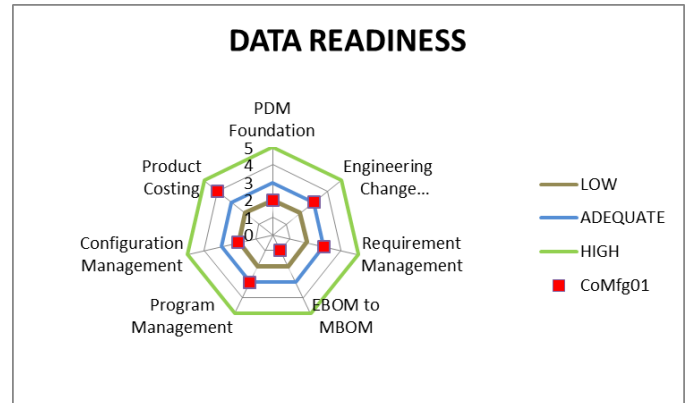 DATA READINESS
PDM
Foundation
Engineering
Change...
Requirement
Management
EBOM to
MBOM
Program
Management
Configuration
Management
Product
Costing
5
4
3
2
1
0
LOW
ADEQUATE
HIGH
CoMfg01